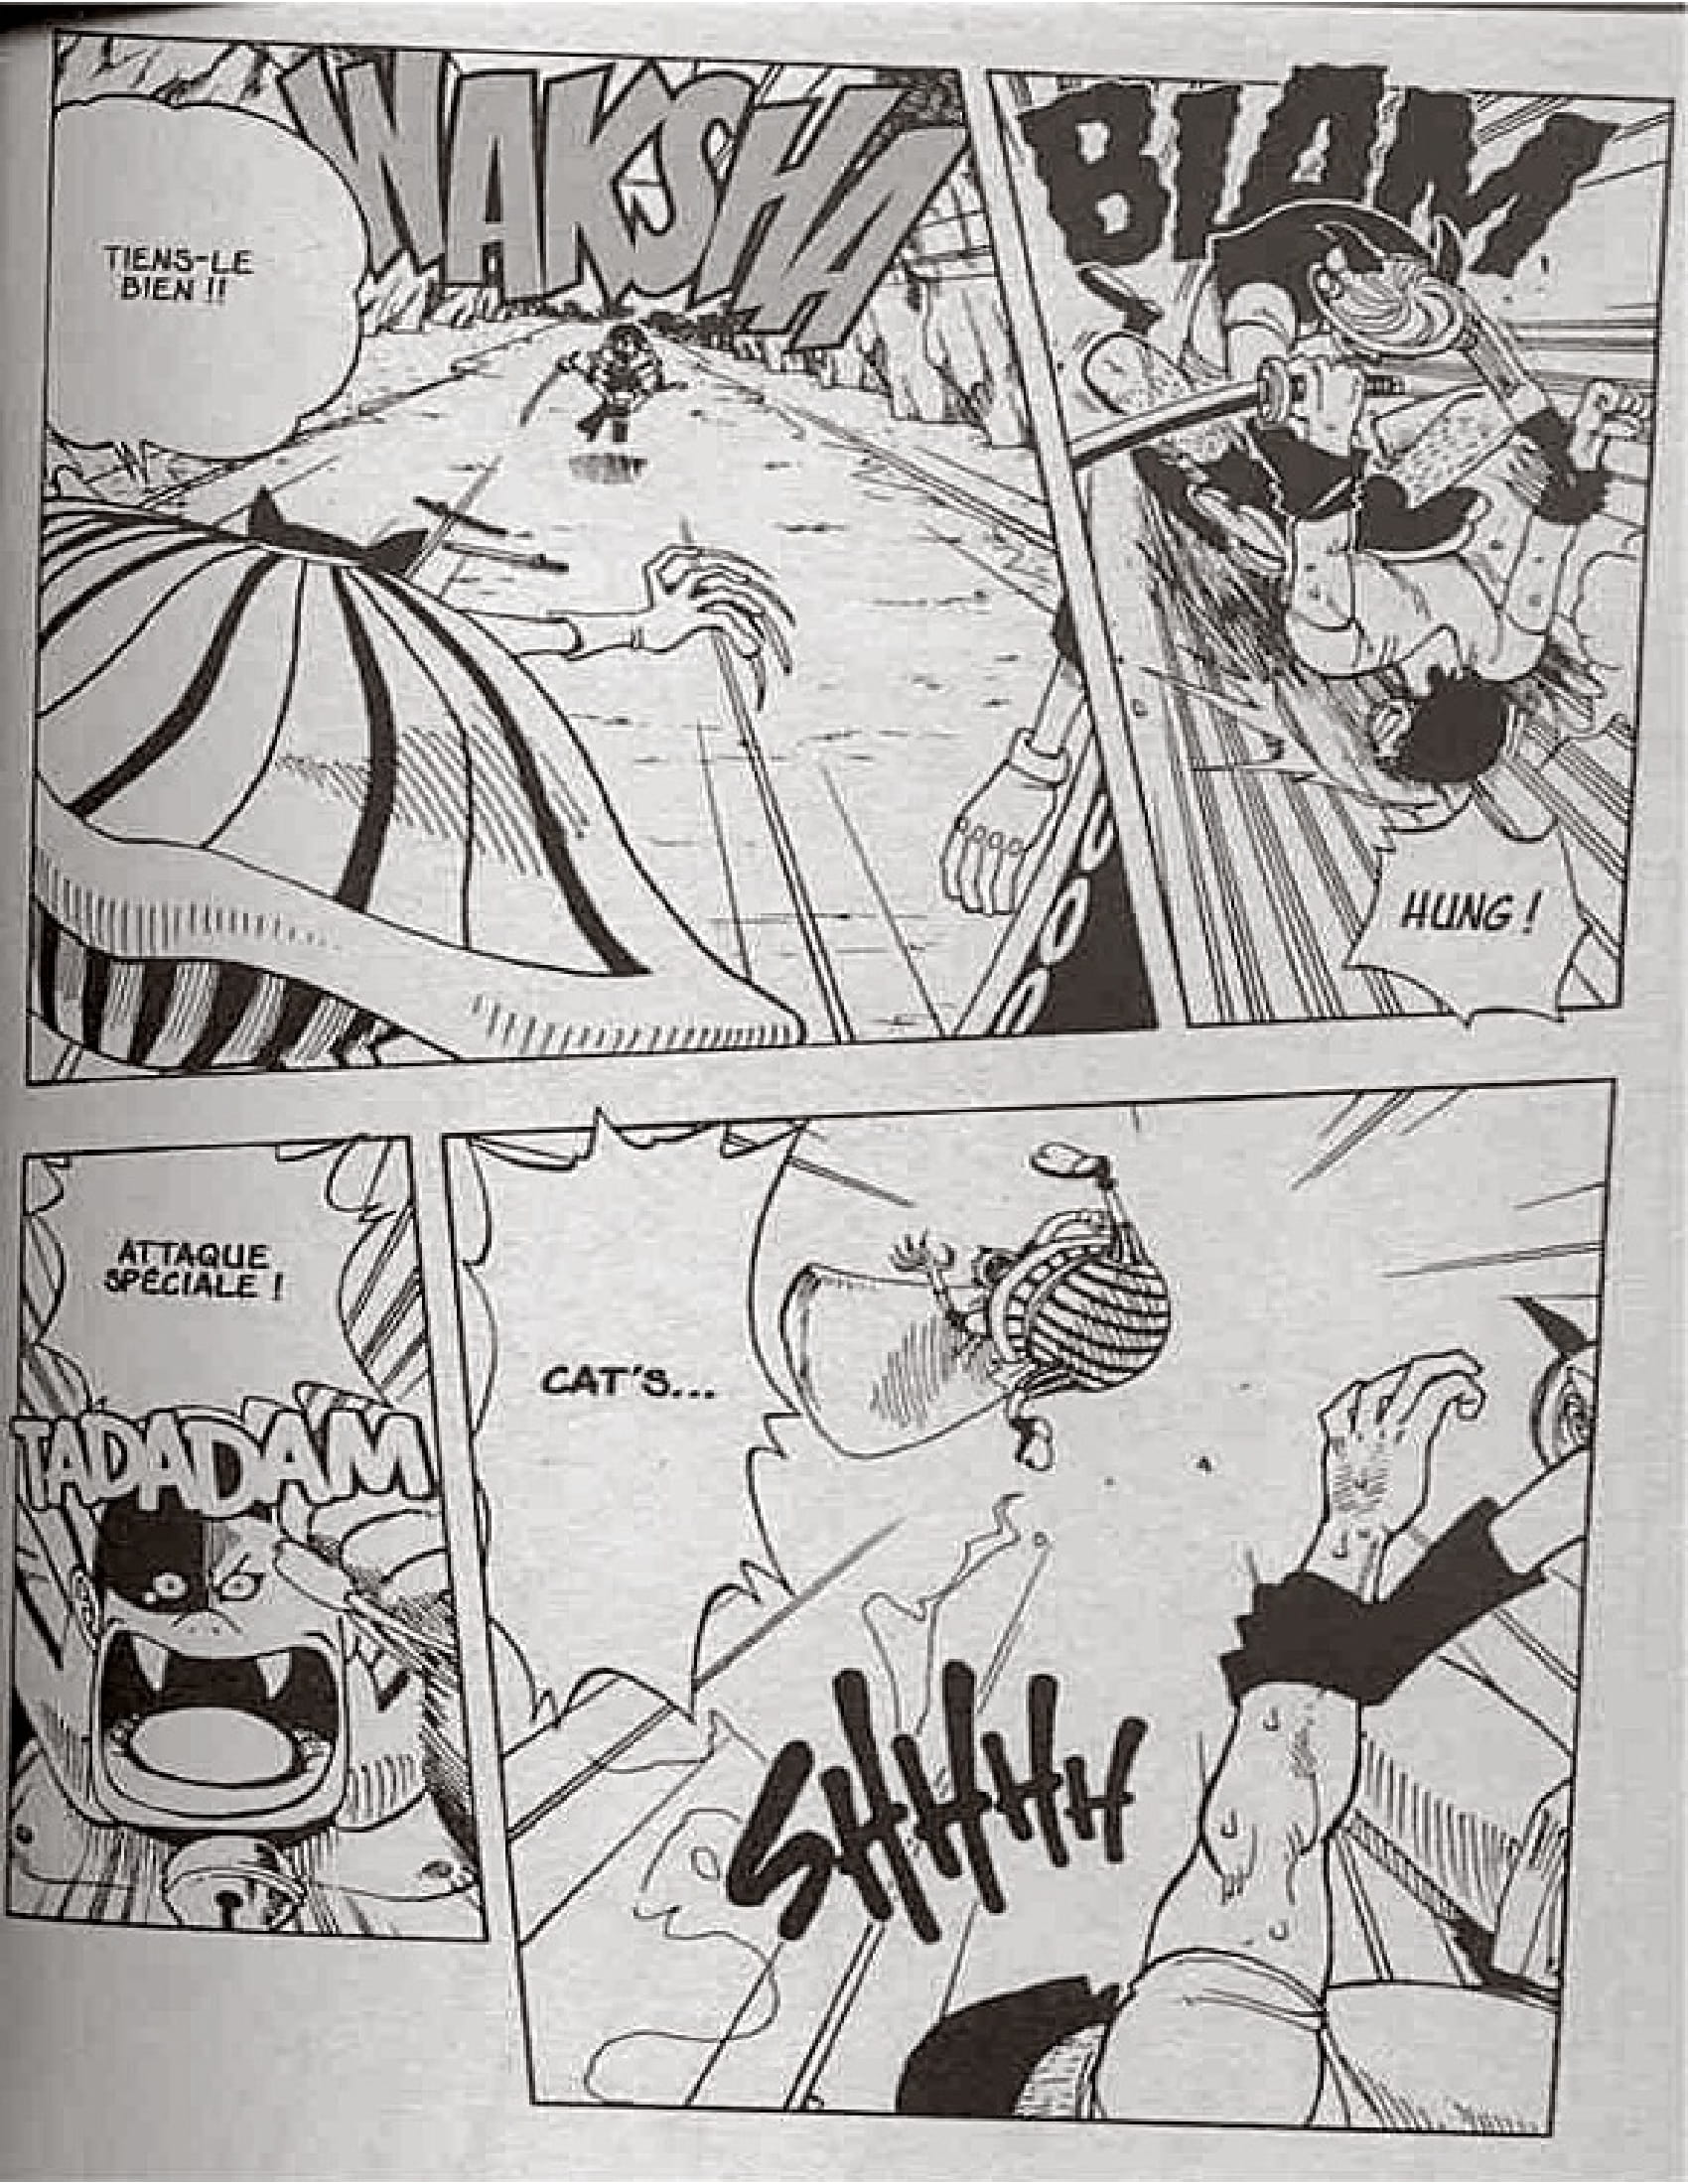 TIENS-LE
BIEN !!
WAKSHA
BIAM
HUNG !
ATTAQUE
SPÉCIALE !
TADADAM
CAT'S...
SHHHH